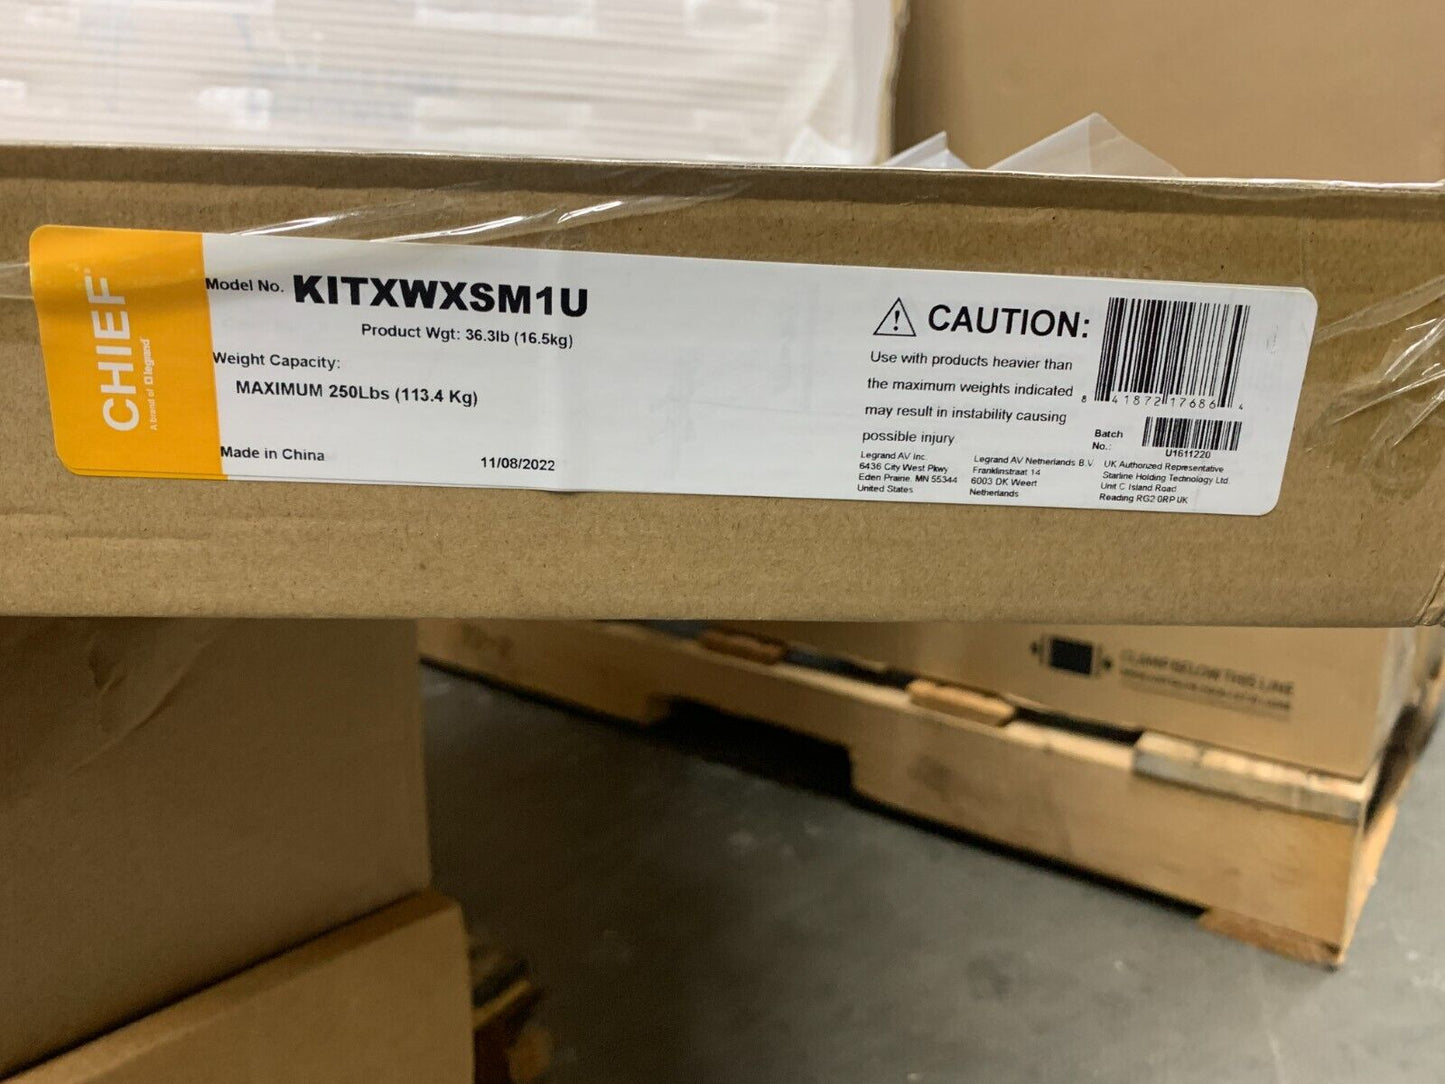 CHIEF
A brand of legrand
Model No. KITXWXSM1U
Product Wgt: 36.3lb (16.5kg)
Weight Capacity:
MAXIMUM 250Lbs (113.4 Kg)
Made in China
11/08/2022
CAUTION:
Use with products heavier than
the maximum weights indicated
may result in instability causing
possible injury
8 41872 17686 4
Batch
No.:
U1611220
Legrand AV Inc.
6436 City West Pkwy
Eden Prairie, MN 55344
United States
Legrand AV Netherlands B.V.
Franklinstraat 14
6003 DK Weert
Netherlands
UK Authorized Representative
Starline Holding Technology Ltd.
Unit C Island Road
Reading RG2 0RP UK
CLAMP BELOW THIS LINE